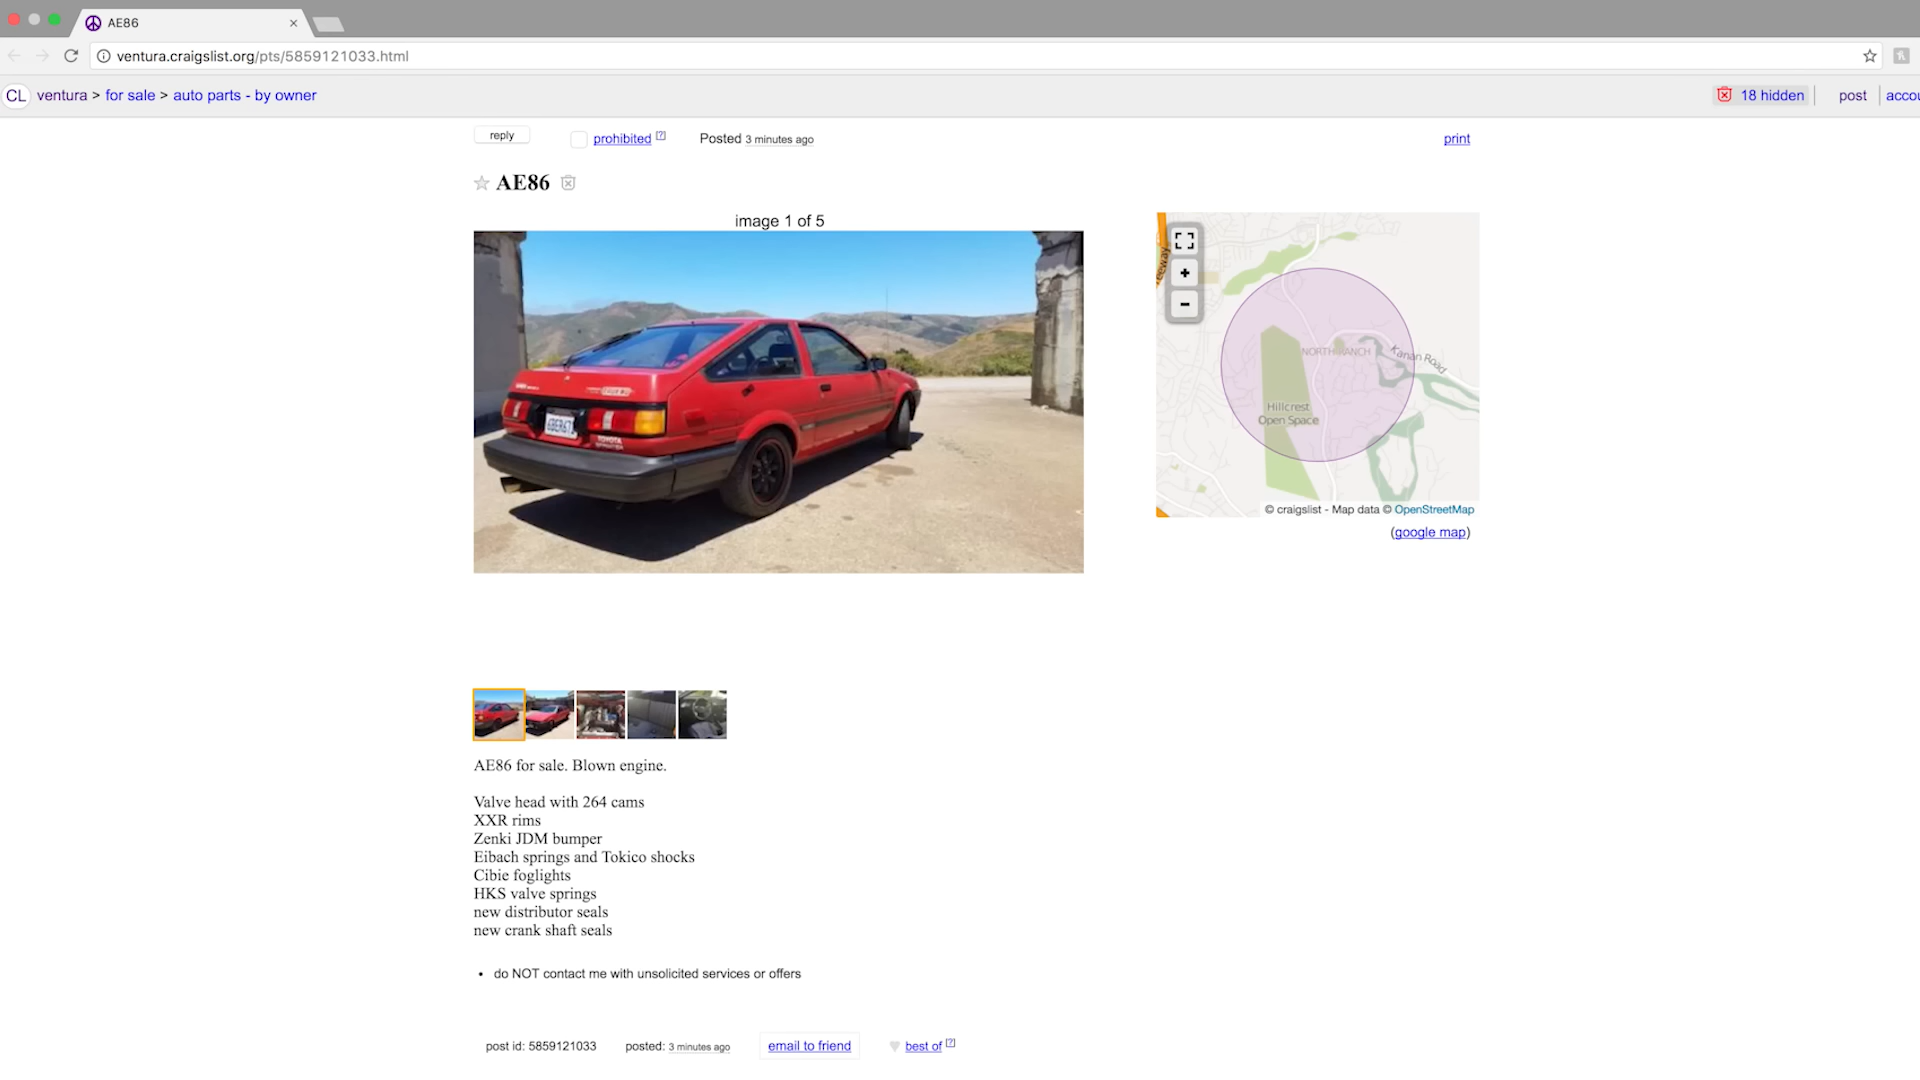 AE86
ventura.craigslist.org/pts/5859121033.html
CL ventura > for sale > auto parts - by owner
18 hidden
post
accou
reply
prohibited [?]
Posted 3 minutes ago
print
AE86
image 1 of 5
TOYOTA
+
-
NORTH RANCH
Kanan Road
Hillcrest
Open Space
© craigslist - Map data © OpenStreetMap
(google map)
AE86 for sale. Blown engine.
Valve head with 264 cams
XXR rims
Zenki JDM bumper
Eibach springs and Tokico shocks
Cibie foglights
HKS valve springs
new distributor seals
new crank shaft seals
• do NOT contact me with unsolicited services or offers
post id: 5859121033
posted: 3 minutes ago
email to friend
best of [?]